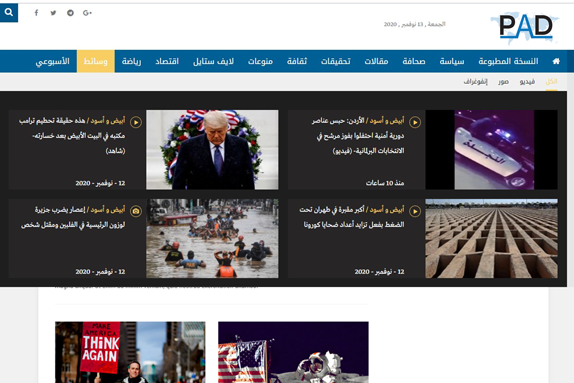 الجمعة , 13 نوفمبر , 2020
PAD
النسخة المطبوعة
سياسة
صحافة
مقالات
تحقيقات
ثقافة
منوعات
لايف ستايل
اقتصاد
رياضة
وسائط
الأسبوعي
الكل
فيديو
صور
إنفوغراف
أبيض و أسود / الأردن: حبس عناصر
دورية أمنية احتفلوا بفوز مرشح في
الانتخابات البرلمانية- (فيديو)
منذ 10 ساعات
أبيض و أسود / هذه حقيقة تحطيم ترامب
مكتبه في البيت الأبيض بعد خسارته-
(شاهد)
12 - نوفمبر - 2020
أبيض و أسود / أكبر مقبرة في طهران تحت
الضغط بفعل تزايد أعداد ضحايا كورونا
12 - نوفمبر - 2020
أبيض و أسود / إعصار يضرب جزيرة
لوزون الرئيسية في الفلبين ومقتل شخص
12 - نوفمبر - 2020
MAKE
AMERICA
THINK
AGAIN